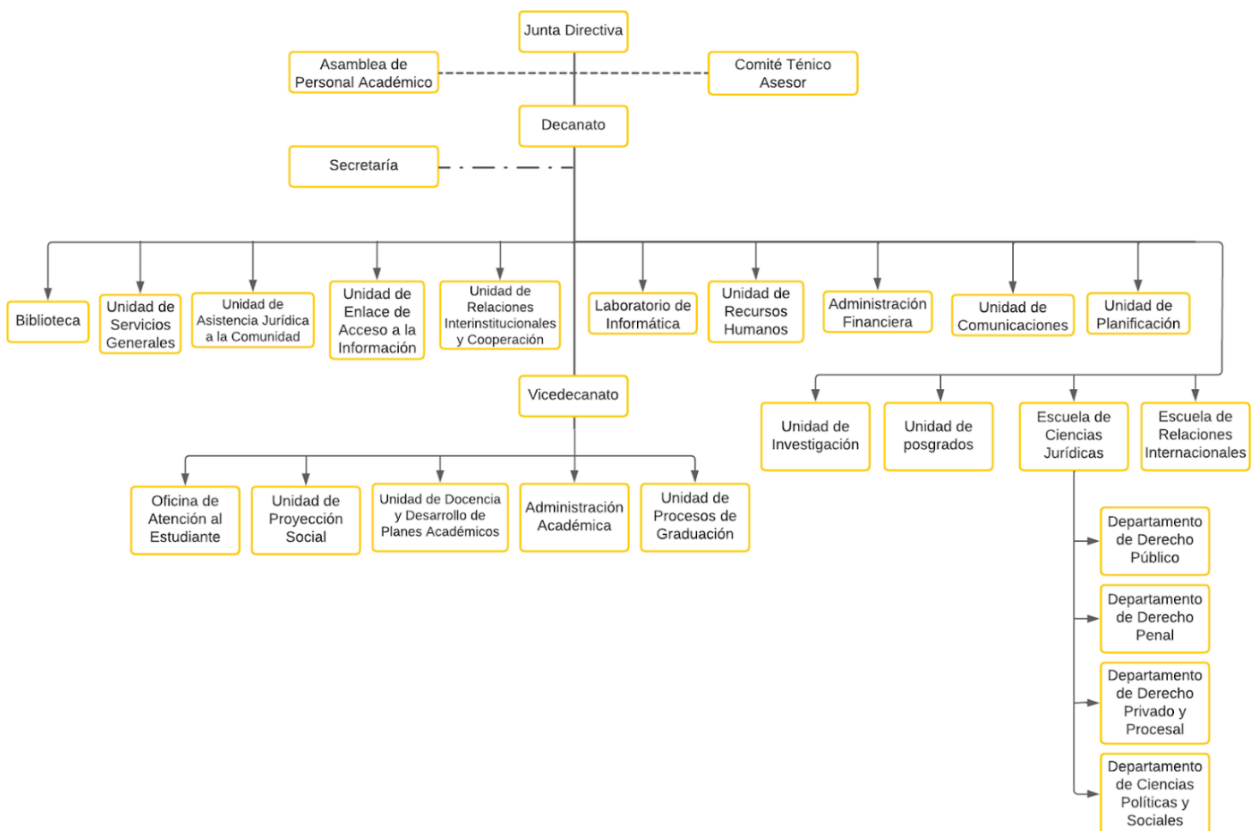 Junta Directiva
Asamblea de
Personal Académico
Comité Ténico
Asesor
Decanato
Secretaría
Biblioteca
Unidad de
Servicios
Generales
Unidad de
Asistencia Jurídica
a la Comunidad
Unidad de
Enlace de
Acceso a la
Información
Unidad de
Relaciones
Interinstitucionales
y Cooperación
Laboratorio de
Informática
Unidad de
Recursos
Humanos
Administración
Financiera
Unidad de
Comunicaciones
Unidad de
Planificación
Vicedecanato
Unidad de
Investigación
Unidad de
posgrados
Escuela de
Ciencias
Jurídicas
Escuela de
Relaciones
Internacionales
Oficina de
Atención al
Estudiante
Unidad de
Proyección
Social
Unidad de Docencia
y Desarrollo de
Planes Académicos
Administración
Académica
Unidad de
Procesos de
Graduación
Departamento
de Derecho
Público
Departamento
de Derecho
Penal
Departamento
de Derecho
Privado y
Procesal
Departamento
de Ciencias
Políticas y
Sociales